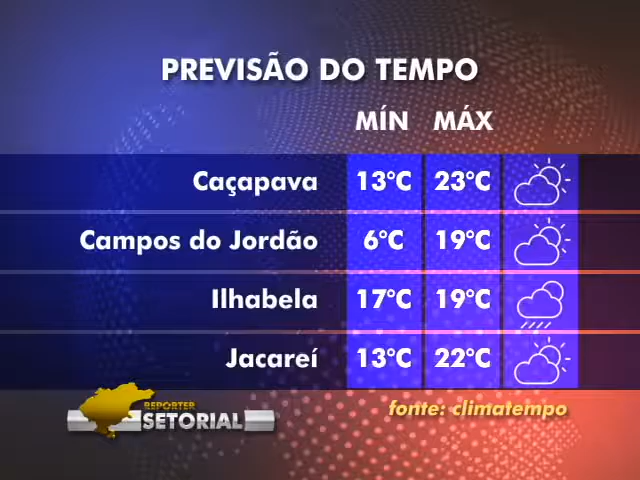 PREVISÃO DO TEMPO
MÍN MÁX
Caçapava 13°C 23°C
Campos do Jordão 6°C 19°C
Ilhabela 17°C 19°C
Jacareí 13°C 22°C
REPORTER
SETORIAL
fonte: climatempo